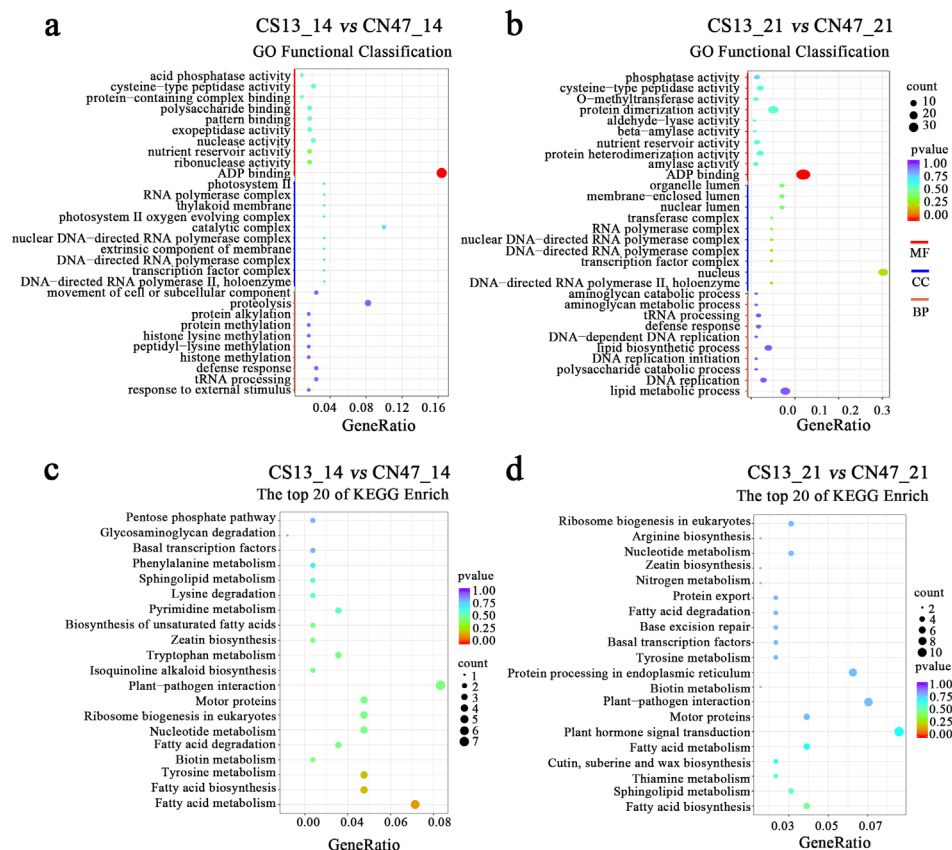 a
CS13_14 vs CN47_14
GO Functional Classification
acid phosphatase activity
cysteine-type peptidase activity
protein-containing complex binding
polysaccharide binding
pattern binding
exopeptidase activity
nuclease activity
nutrient reservoir activity
ribonuclease activity
ADP binding
photosystem II
RNA polymerase complex
thylakoid membrane
photosystem II oxygen evolving complex
catalytic complex
nuclear DNA-directed RNA polymerase complex
extrinsic component of membrane
DNA-directed RNA polymerase complex
transcription factor complex
DNA-directed RNA polymerase II, holoenzyme
movement of cell or subcellular component
proteolysis
protein alkylation
protein methylation
histone lysine methylation
peptidyl-lysine methylation
histone methylation
defense response
tRNA processing
response to external stimulus
0.04 0.10 0.16
GeneRatio
b
CS13_21 vs CN47_21
GO Functional Classification
phosphatase activity
cysteine-type peptidase activity
O-methyltransferase activity
protein dimerization activity
aldehyde-lyase activity
beta-amylase activity
nutrient reservoir activity
protein heterodimerization activity
amylase activity
ADP binding
organelle lumen
membrane-enclosed lumen
nuclear lumen
transferase complex
RNA polymerase complex
nuclear DNA-directed RNA polymerase complex
DNA-directed RNA polymerase complex
transcription factor complex
nucleus
DNA-directed RNA polymerase II, holoenzyme
aminoglycan catabolic process
aminoglycan metabolic process
tRNA processing
defense response
DNA-dependent DNA replication
lipid biosynthetic process
DNA replication initiation
polysaccharide catabolic process
DNA replication
lipid metabolic process
0.0 0.1 0.2 0.3
GeneRatio
count
10
20
30
pvalue
1.00
0.75
0.50
0.25
0.00
MF
CC
BP
c
CS13_14 vs CN47_14
The top 20 of KEGG Enrich
Pentose phosphate pathway
Glycosaminoglycan degradation
Basal transcription factors
Phenylalanine metabolism
Sphingolipid metabolism
Lysine degradation
Pyrimidine metabolism
Biosynthesis of unsaturated fatty acids
Zeatin biosynthesis
Tryptophan metabolism
Isoquinoline alkaloid biosynthesis
Plant-pathogen interaction
Motor proteins
Ribosome biogenesis in eukaryotes
Nucleotide metabolism
Fatty acid degradation
Biotin metabolism
Tyrosine metabolism
Fatty acid biosynthesis
Fatty acid metabolism
0.00 0.04 0.06 0.08
GeneRatio
pvalue
1.00
0.75
0.50
0.25
0.00
count
1
2
3
4
5
6
7
d
CS13_21 vs CN47_21
The top 20 of KEGG Enrich
Ribosome biogenesis in eukaryotes
Arginine biosynthesis
Nucleotide metabolism
Zeatin biosynthesis
Nitrogen metabolism
Protein export
Fatty acid degradation
Base excision repair
Basal transcription factors
Tyrosine metabolism
Protein processing in endoplasmic reticulum
Biotin metabolism
Plant-pathogen interaction
Motor proteins
Plant hormone signal transduction
Fatty acid metabolism
Cutin, suberine and wax biosynthesis
Thiamine metabolism
Sphingolipid metabolism
Fatty acid biosynthesis
0.03 0.05 0.07
GeneRatio
count
2
4
6
8
10
pvalue
1.00
0.75
0.50
0.25
0.00